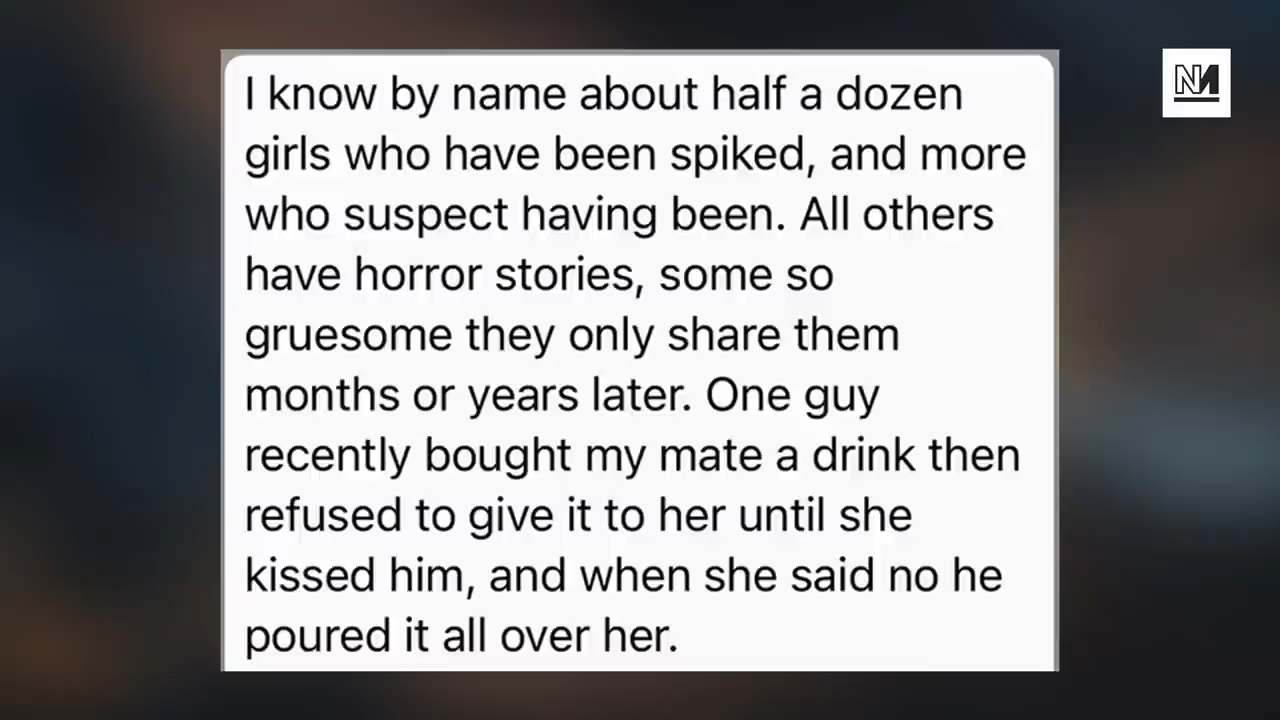 I know by name about half a dozen
girls who have been spiked, and more
who suspect having been. All others
have horror stories, some so
gruesome they only share them
months or years later. One guy
recently bought my mate a drink then
refused to give it to her until she
kissed him, and when she said no he
poured it all over her.
NM